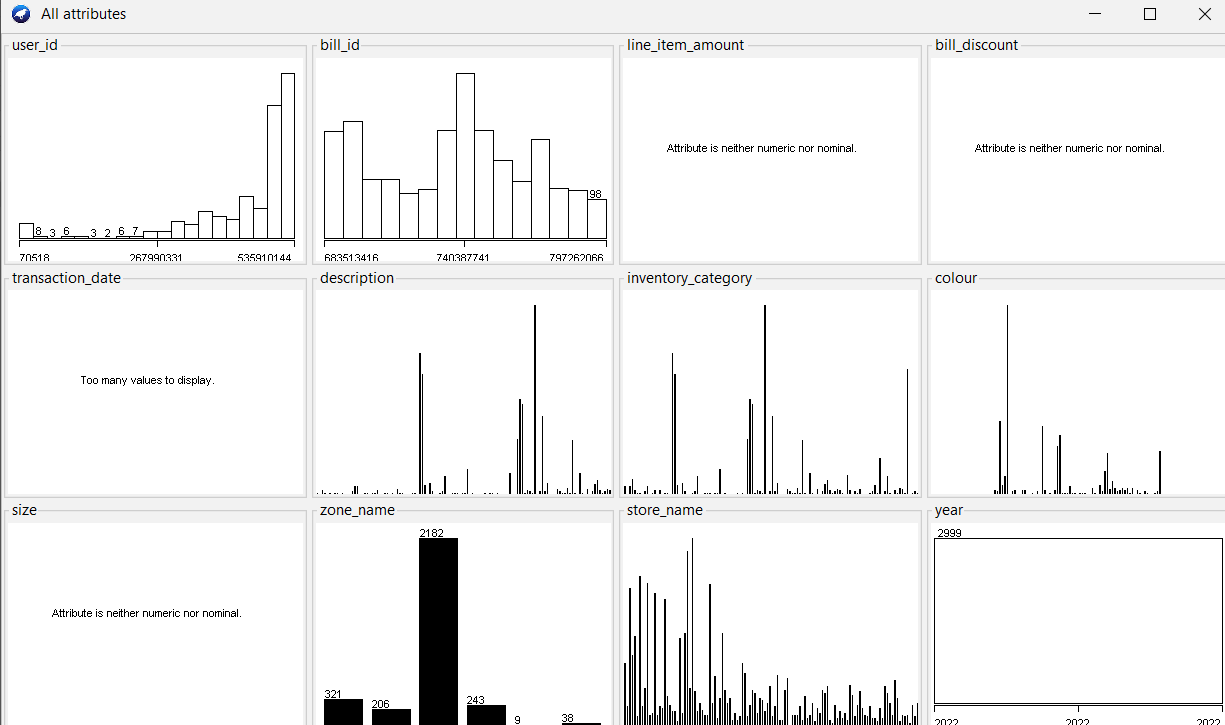 All attributes
user_id
bill_id
line_item_amount
bill_discount
8 3 6 3 2 6 7
98
Attribute is neither numeric nor nominal.
Attribute is neither numeric nor nominal.
70518 267990331 535910144
683513416 740387741 797262066
transaction_date
description
inventory_category
colour
Too many values to display.
size
zone_name
store_name
year
2182
2999
Attribute is neither numeric nor nominal.
321
206
243
9
38
2022 2022 2022